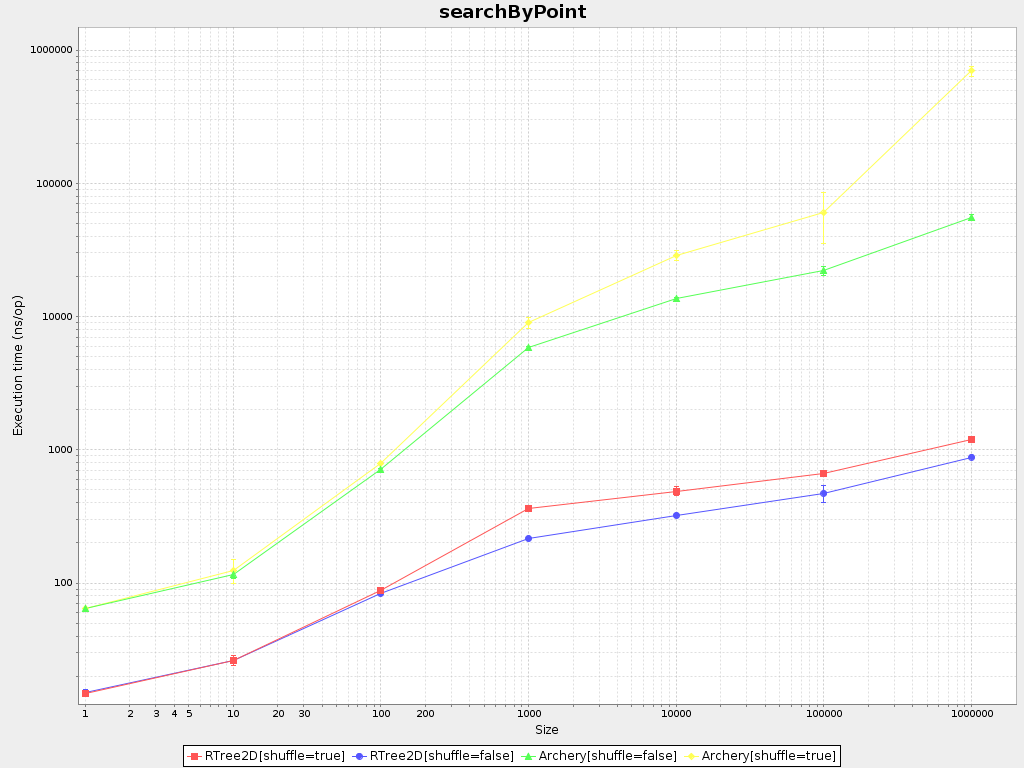 searchByPoint
Execution time (ns/op)
1000000
100000
10000
1000
100
1 2 3 4 5 10 20 30 100 200 1000 10000 100000 1000000
Size
RTree2D[shuffle=true] RTree2D[shuffle=false] Archery[shuffle=false] Archery[shuffle=true]